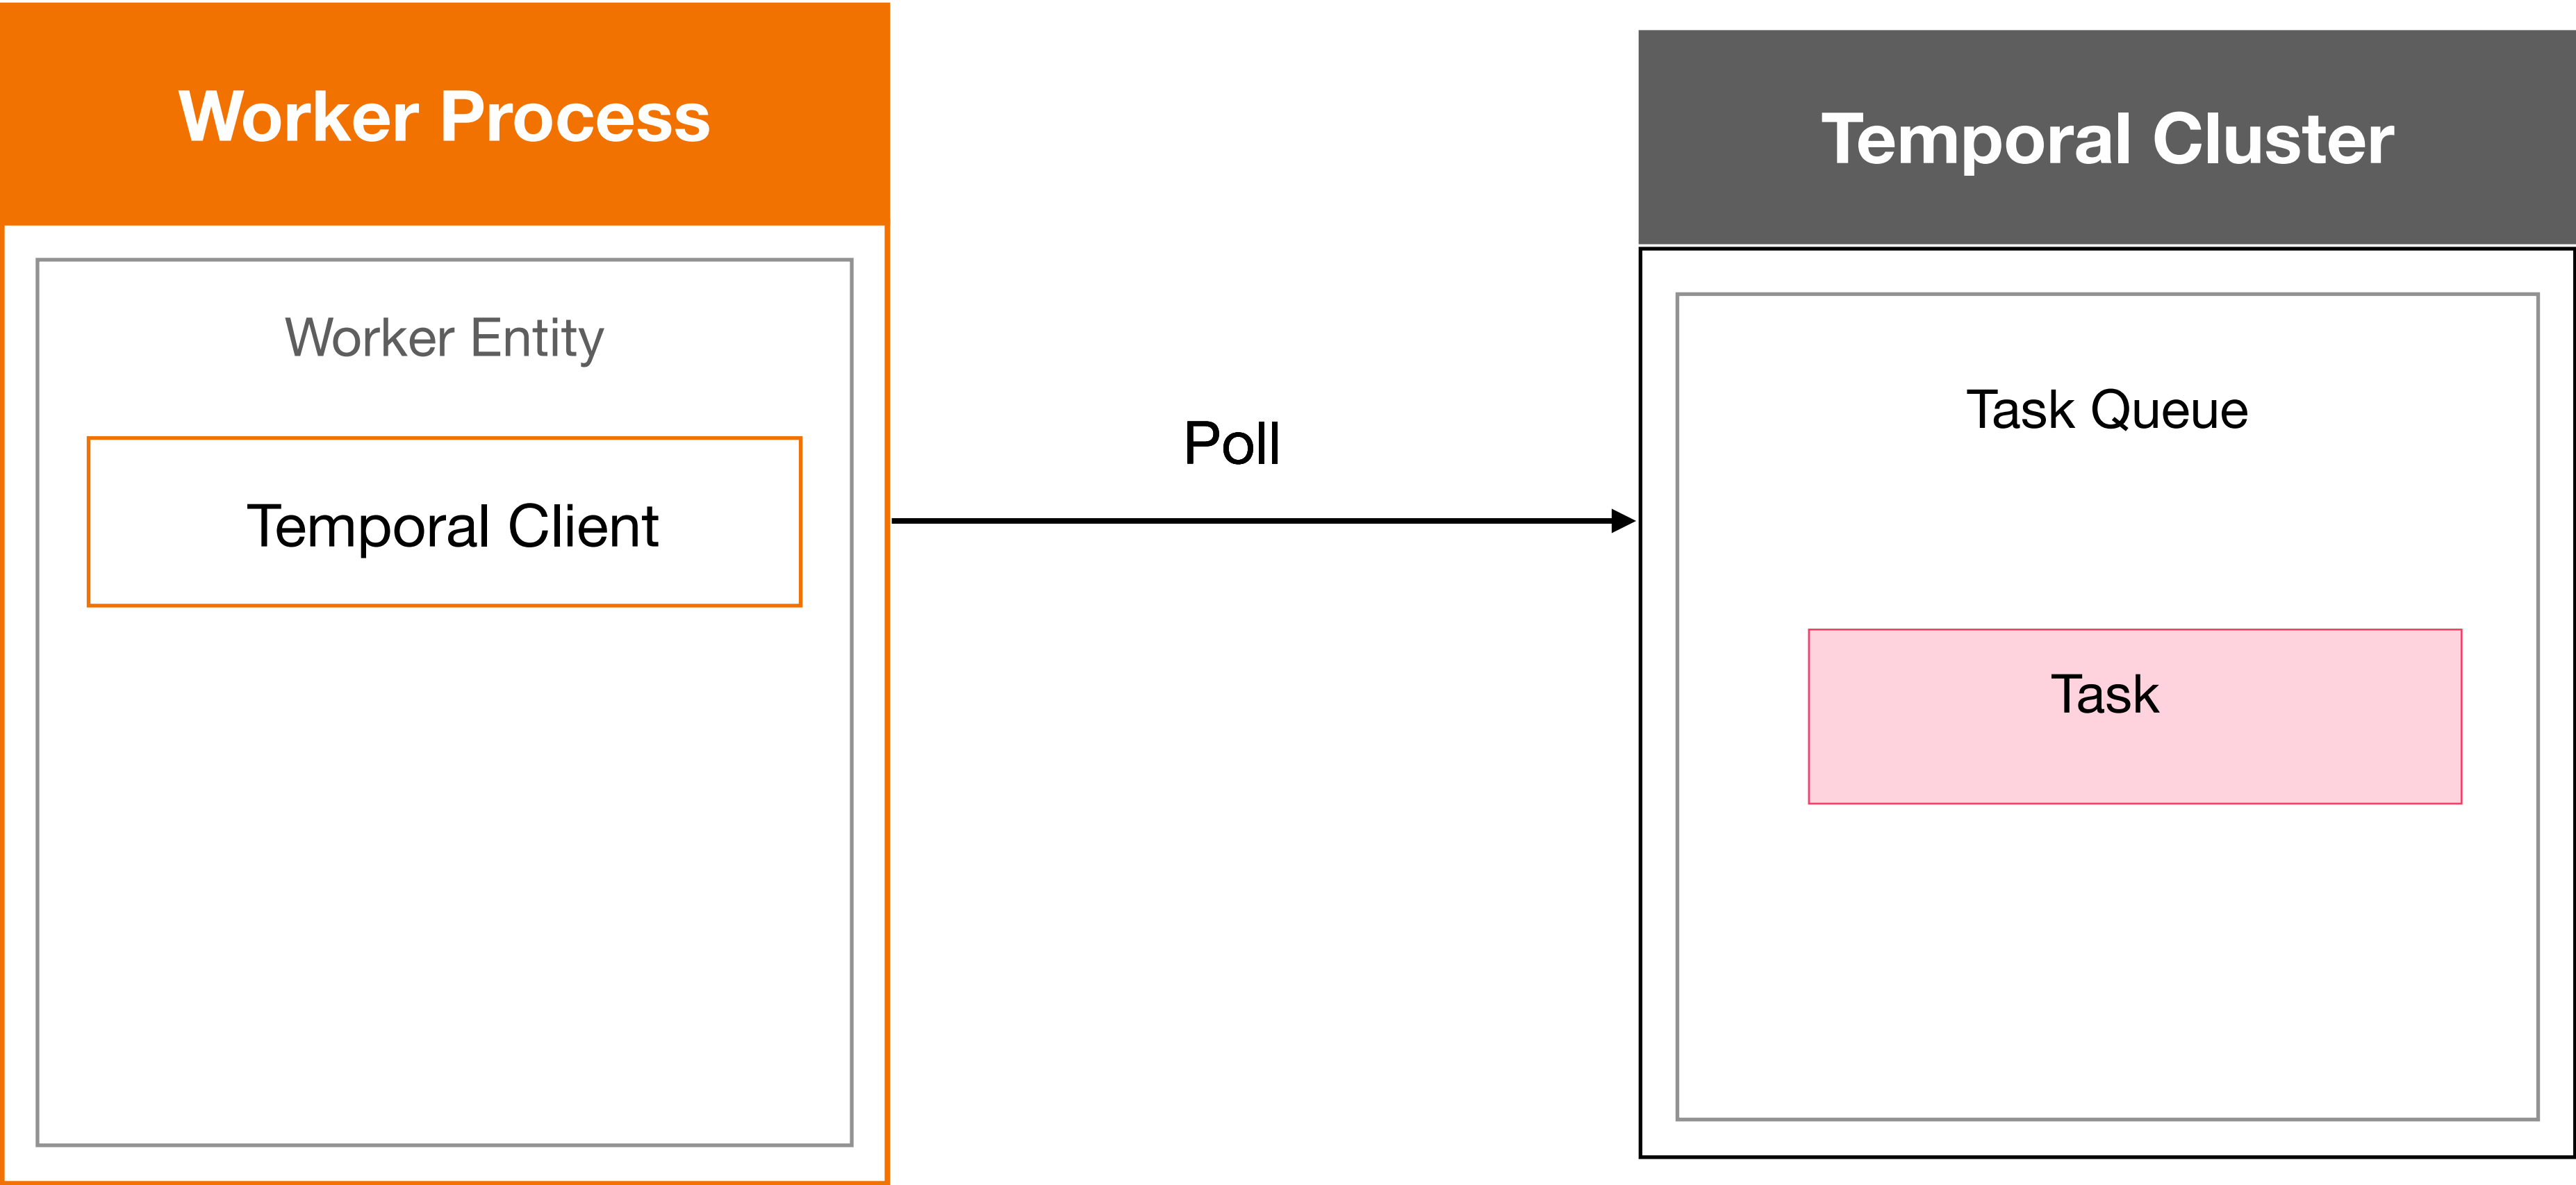 Worker Process
Worker Entity
Temporal Client
Poll
Temporal Cluster
Task Queue
Task